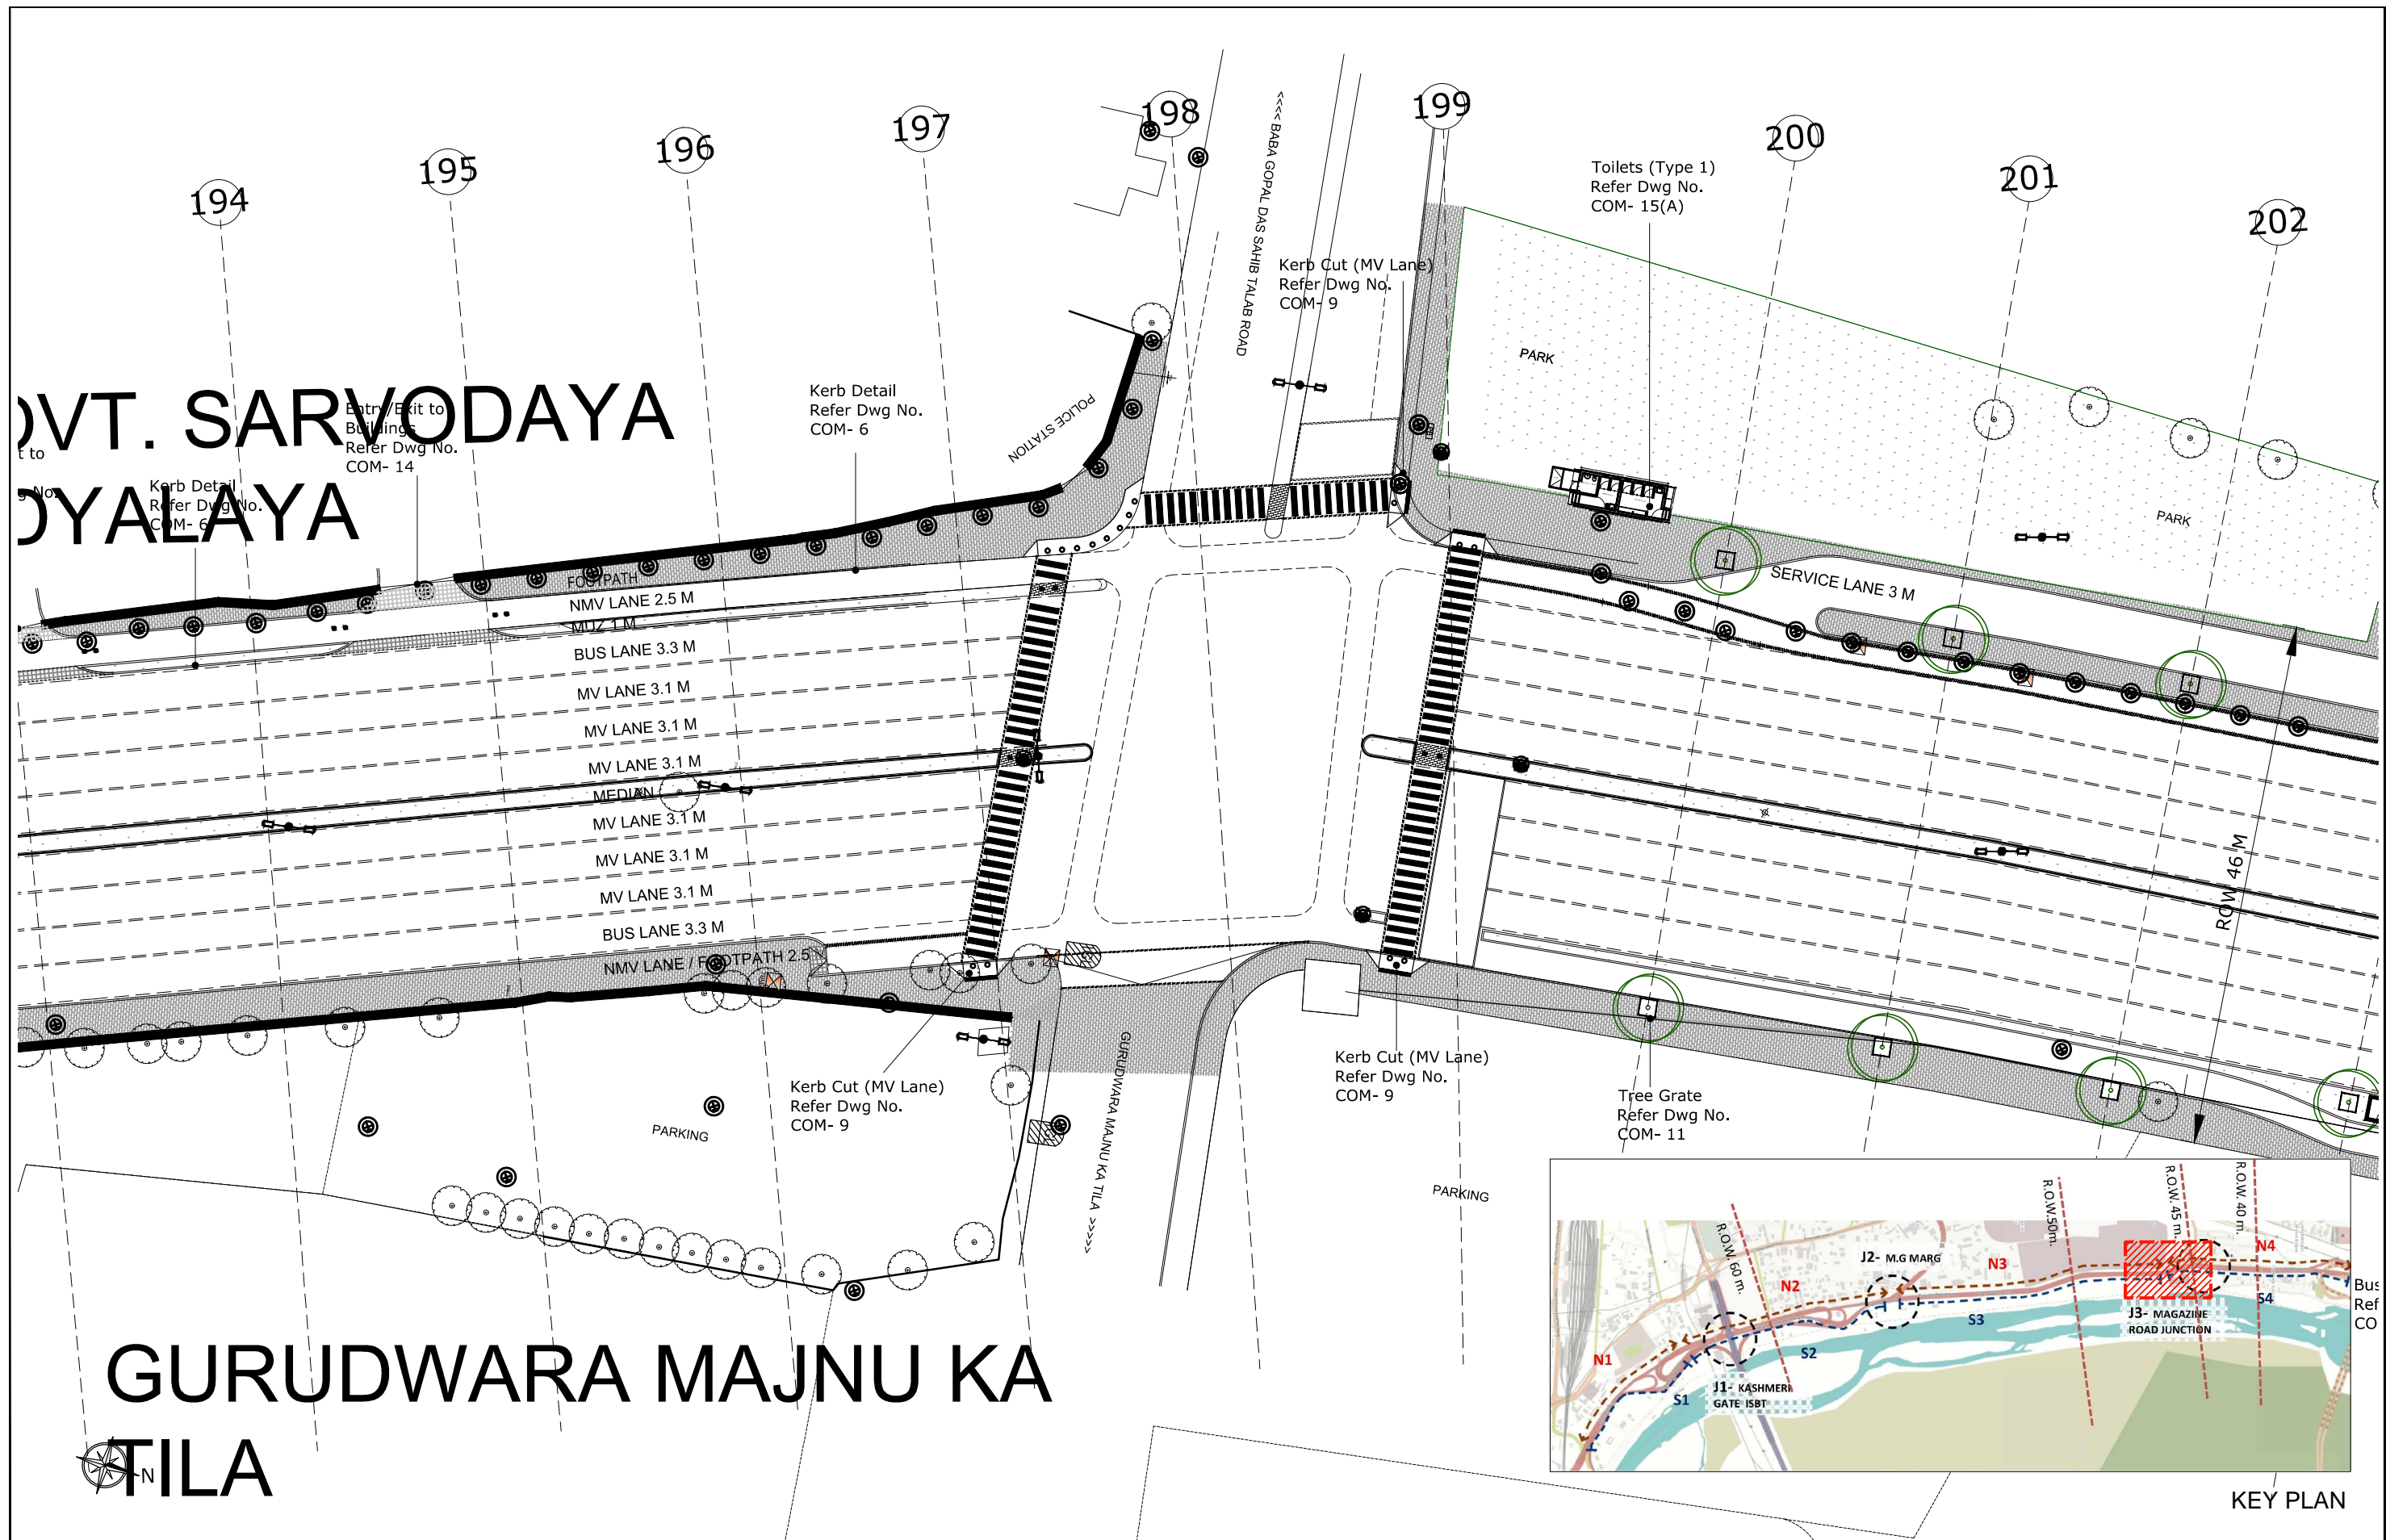 194
195
196
197
198
199
200
201
202
<<<< BABA GOPAL DAS SAHIB TALAB ROAD
Toilets (Type 1)
Refer Dwg No.
COM- 15(A)
Kerb Cut (MV Lane)
Refer Dwg No.
COM- 9
PARK
PARK
OVT. SARVODAYA
DYALAYA
Entry/Exit to
Buildings
Refer Dwg No.
COM- 14
t to
g No.
Kerb Detail
Refer Dwg No.
COM- 6
Kerb Detail
Refer Dwg No.
COM- 6
POLICE STATION
FOOTPATH
NMV LANE 2.5 M
MUZ 1 M
BUS LANE 3.3 M
MV LANE 3.1 M
MV LANE 3.1 M
MV LANE 3.1 M
MEDIAN
MV LANE 3.1 M
MV LANE 3.1 M
MV LANE 3.1 M
BUS LANE 3.3 M
NMV LANE / FOOTPATH 2.5
SERVICE LANE 3 M
ROW 46 M
Kerb Cut (MV Lane)
Refer Dwg No.
COM- 9
Kerb Cut (MV Lane)
Refer Dwg No.
COM- 9
Tree Grate
Refer Dwg No.
COM- 11
PARKING
PARKING
GURUDWARA MAJNU KA TILA >>>>>
GURUDWARA MAJNU KA
TILA
N
R.O.W. 60 m.
R.O.W.50m.
R.O.W. 45 m.
R.O.W. 40 m.
J2- M.G MARG
N1
N2
N3
N4
S1
S2
S3
S4
J1- KASHMERI
GATE ISBT
J3- MAGAZINE
ROAD JUNCTION
Bus
Ref
CO
KEY PLAN